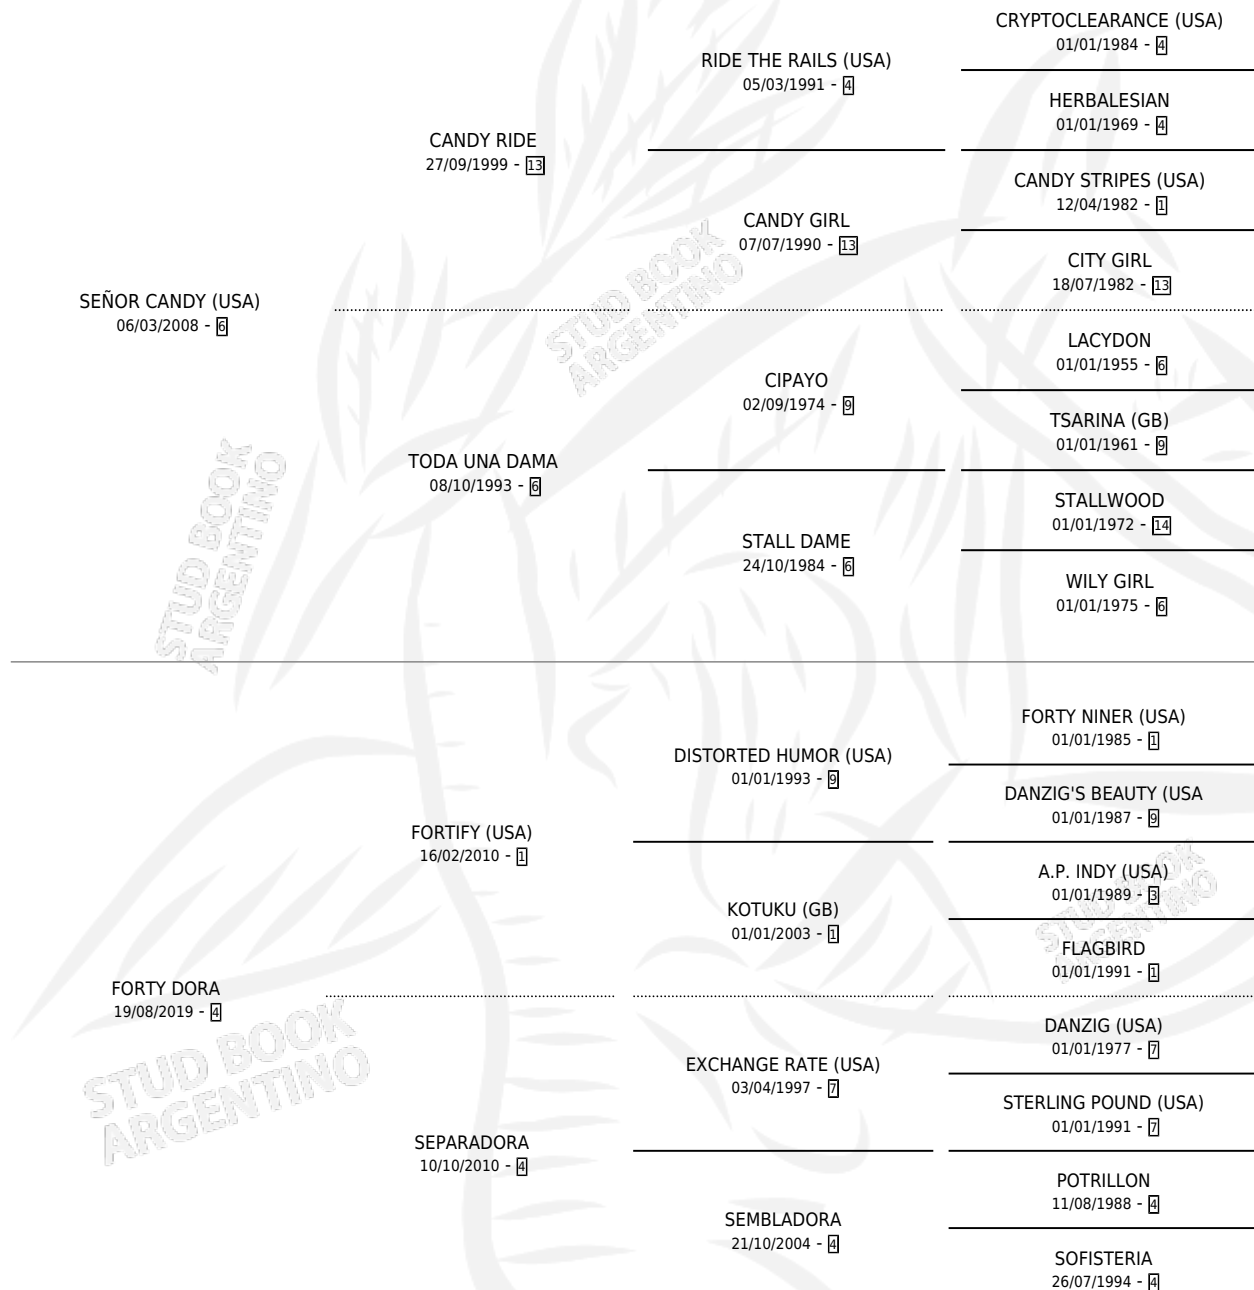 CRYPTOCLEARANCE (USA)
01/01/1984 - 4
RIDE THE RAILS (USA)
05/03/1991 - 4
HERBALESIAN
01/01/1969 - 4
CANDY RIDE
27/09/1999 - 13
CANDY STRIPES (USA)
12/04/1982 - 1
CANDY GIRL
07/07/1990 - 13
CITY GIRL
18/07/1982 - 13
SEÑOR CANDY (USA)
06/03/2008 - 6
LACYDON
01/01/1955 - 6
CIPAYO
02/09/1974 - 9
TSARINA (GB)
01/01/1961 - 9
TODA UNA DAMA
08/10/1993 - 6
STALLWOOD
01/01/1972 - 14
STALL DAME
24/10/1984 - 6
WILY GIRL
01/01/1975 - 6
STUD BOOK
ARGENTINO
STUD BOOK
ARGENTINO
FORTY NINER (USA)
01/01/1985 - 1
DISTORTED HUMOR (USA)
01/01/1993 - 9
DANZIG'S BEAUTY (USA
01/01/1987 - 9
FORTIFY (USA)
16/02/2010 - 1
A.P. INDY (USA)
01/01/1989 - 3
KOTUKU (GB)
01/01/2003 - 1
FLAGBIRD
01/01/1991 - 1
STUD BOOK
ARGENTINO
FORTY DORA
19/08/2019 - 4
DANZIG (USA)
01/01/1977 - 7
EXCHANGE RATE (USA)
03/04/1997 - 7
STERLING POUND (USA)
01/01/1991 - 7
STUD BOOK
ARGENTINO
SEPARADORA
10/10/2010 - 4
POTRILLON
11/08/1988 - 4
SEMBLADORA
21/10/2004 - 4
SOFISTERIA
26/07/1994 - 4